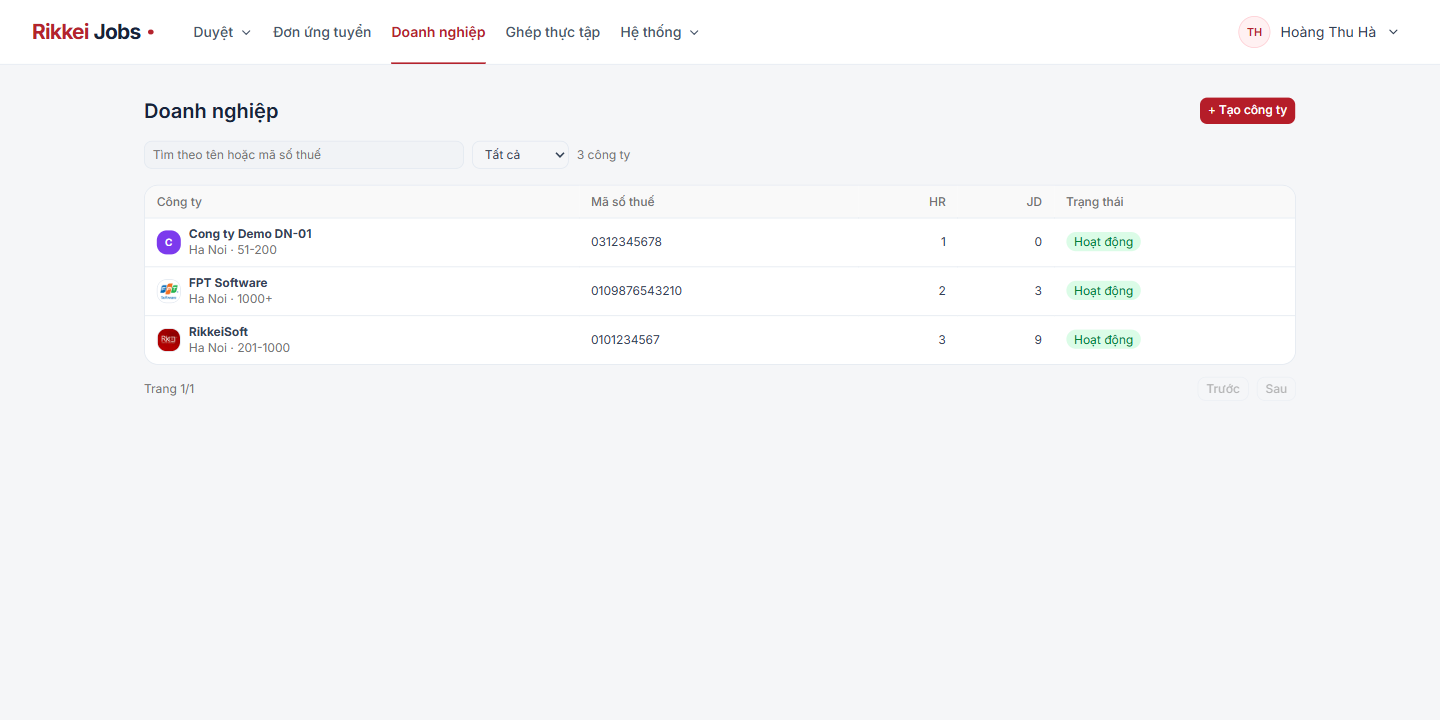 Rikkei Jobs Duyệt Đơn ứng tuyển Doanh nghiệp Ghép thực tập Hệ thống TH Hoàng Thu Hà
Doanh nghiệp + Tạo công ty
Tìm theo tên hoặc mã số thuế Tất cả 3 công ty
Công ty Mã số thuế HR JD Trạng thái
C Cong ty Demo DN-01 0312345678 1 0 Hoạt động
Ha Noi · 51-200
FPT Software 0109876543210 2 3 Hoạt động
Ha Noi · 1000+
RikkeiSoft 0101234567 3 9 Hoạt động
Ha Noi · 201-1000
Trang 1/1 Trước Sau